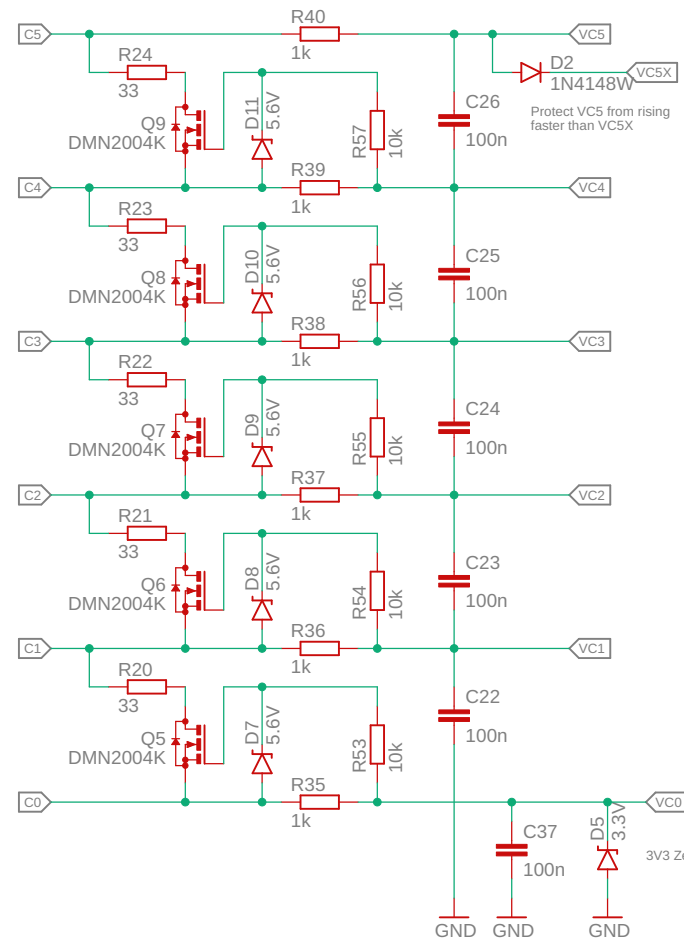 C5
R40
1k
VC5
R24
33
D2
1N4148W
VC5X
Q9
DMN2004K
D11
5.6V
R57
10k
C26
100n
Protect VC5 from rising
faster than VC5X
C4
R39
1k
VC4
R23
33
Q8
DMN2004K
D10
5.6V
R56
10k
C25
100n
C3
R38
1k
VC3
R22
33
Q7
DMN2004K
D9
5.6V
R55
10k
C24
100n
C2
R37
1k
VC2
R21
33
Q6
DMN2004K
D8
5.6V
R54
10k
C23
100n
C1
R36
1k
VC1
R20
33
Q5
DMN2004K
D7
5.6V
R53
10k
C22
100n
C0
R35
1k
VC0
C37
100n
D5
3.3V
3V3 Ze
GND
GND
GND